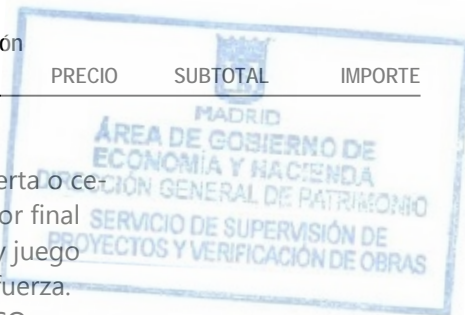 ón
PRECIO SUBTOTAL IMPORTE
MADRID
ÁREA DE GOBIERNO DE
ECONOMÍA Y HACIENDA
DIRECCIÓN GENERAL DE PATRIMONIO
SERVICIO DE SUPERVISIÓN DE
PROYECTOS Y VERIFICACIÓN DE OBRAS
erta o ce-
or final
y juego
uerza.